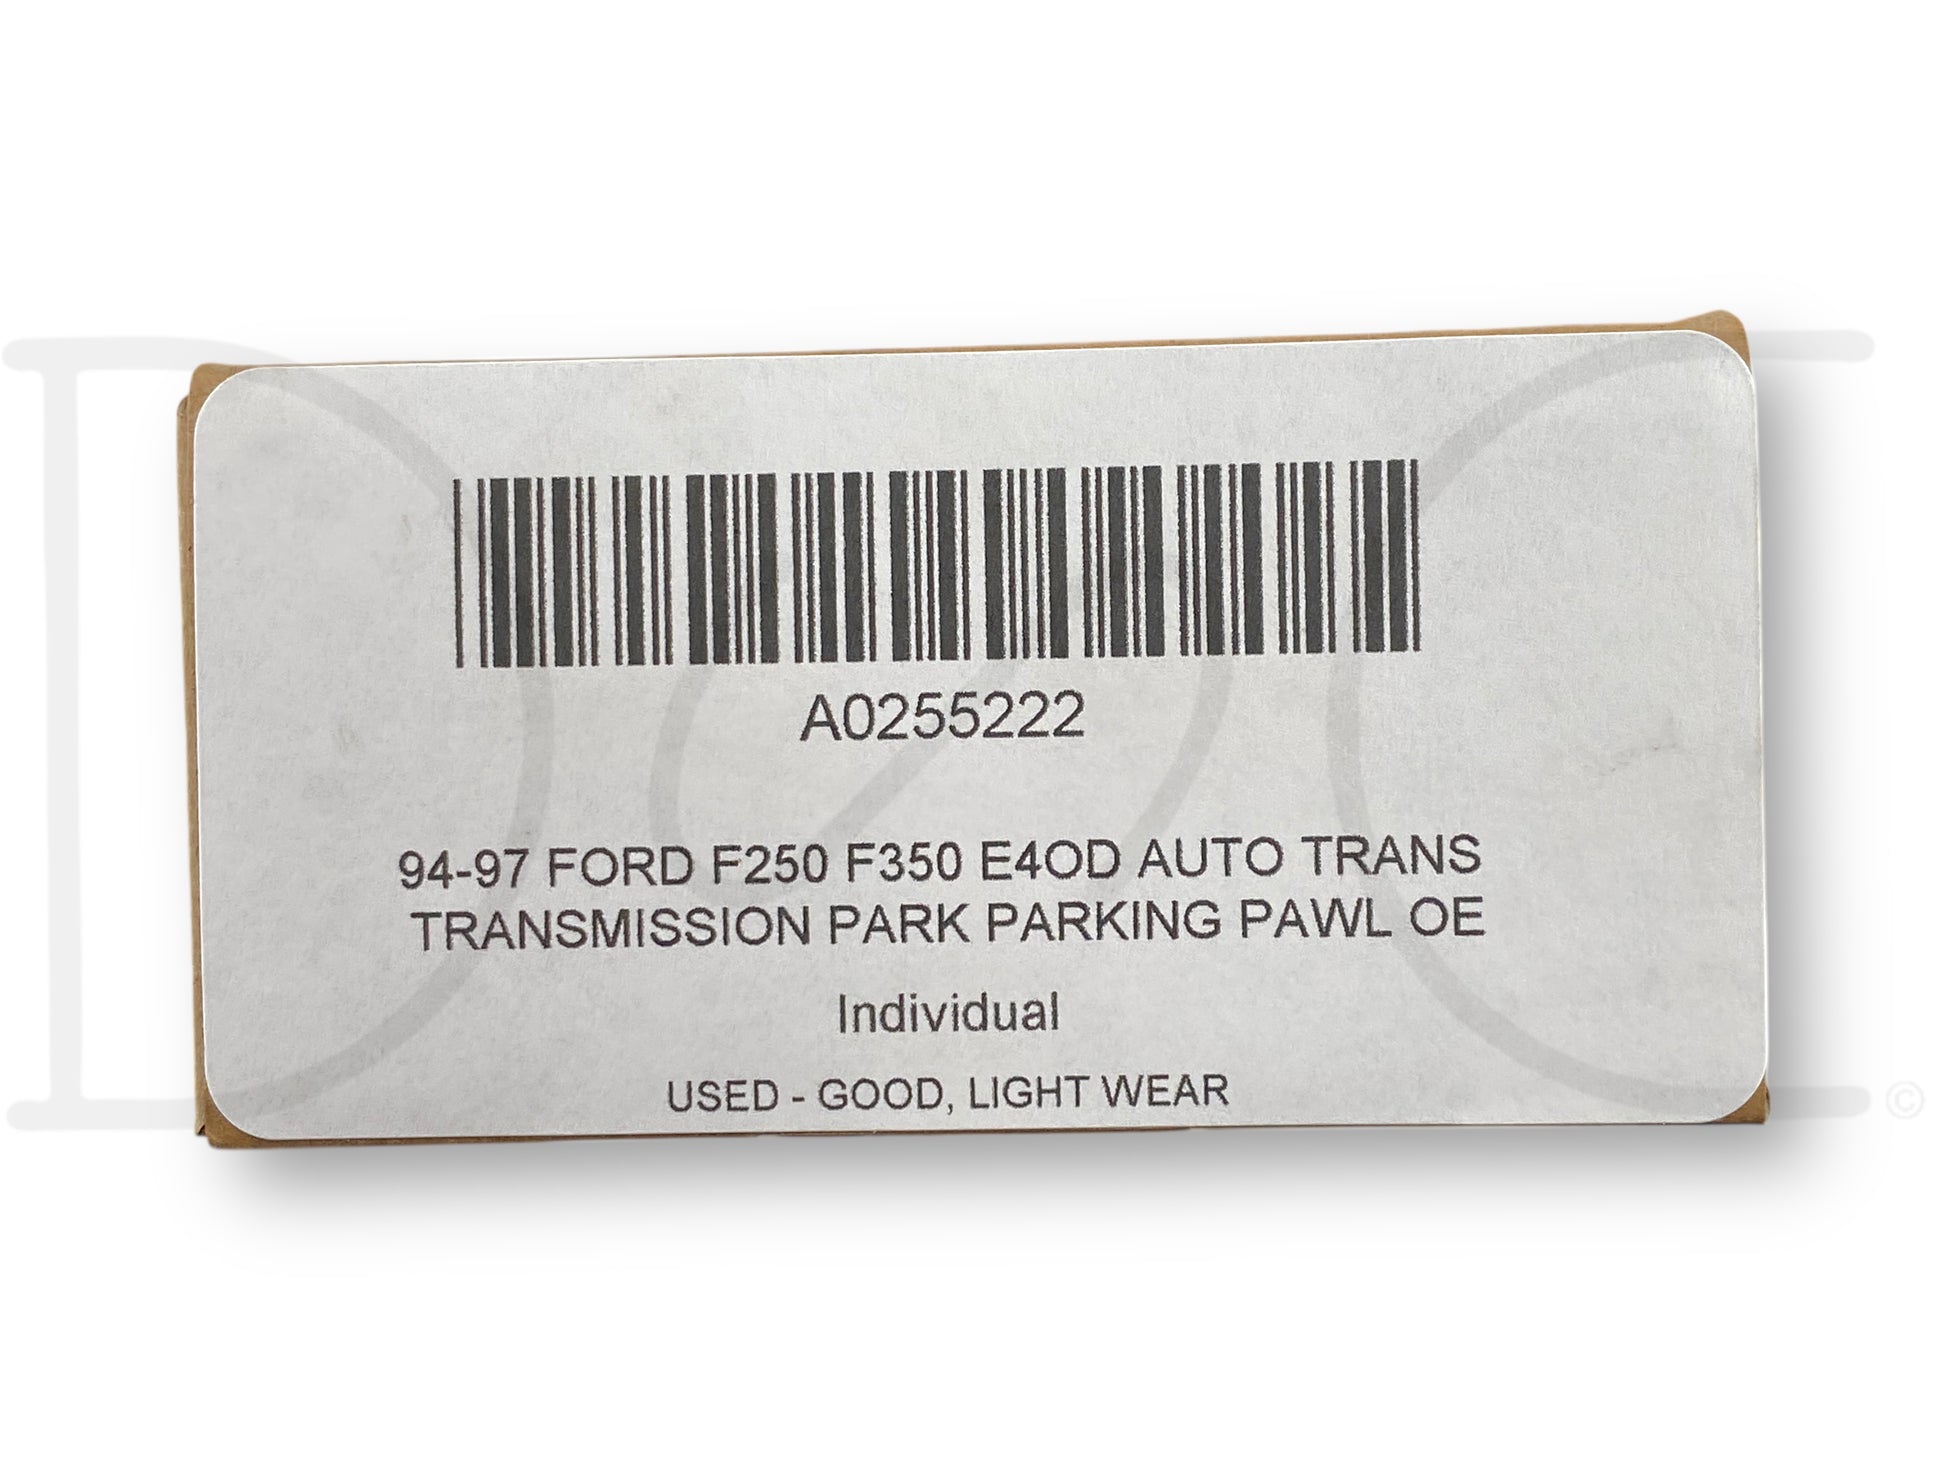 A0255222
94-97 FORD F250 F350 E4OD AUTO TRANS
TRANSMISSION PARK PARKING PAWL OE
Individual
USED - GOOD, LIGHT WEAR
©